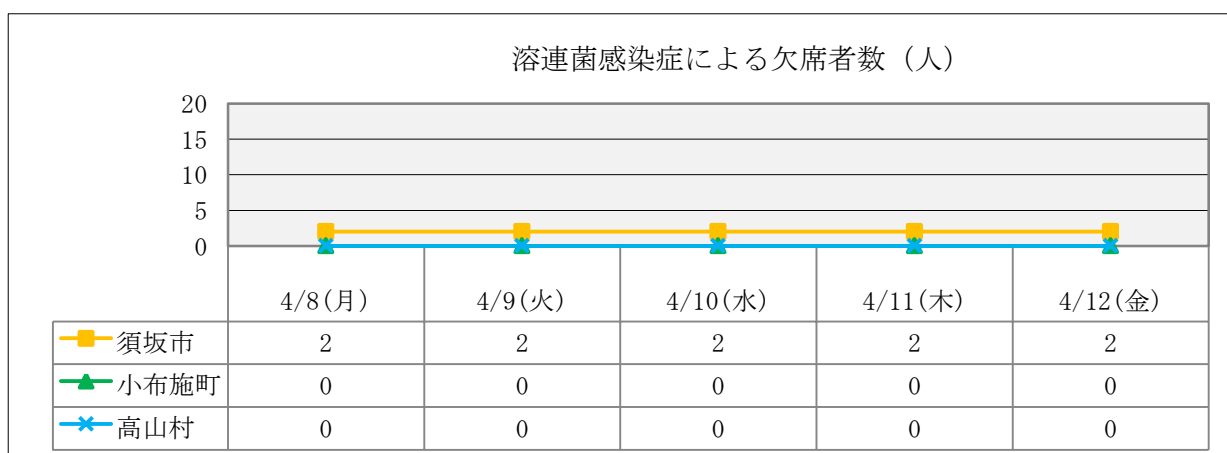 溶連菌感染症による欠席者数（人）
20
15
10
5
0
4/8(月) 4/9(火) 4/10(水) 4/11(木) 4/12(金)
須坂市 2 2 2 2 2
小布施町 0 0 0 0 0
高山村 0 0 0 0 0